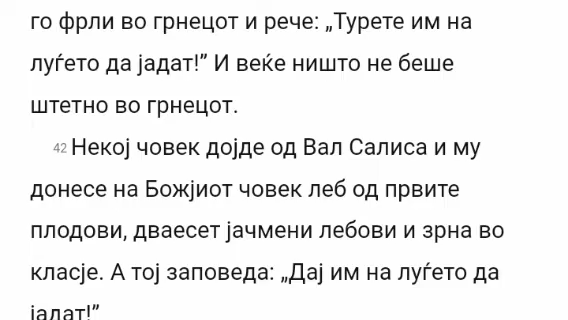 го фрли во грнецот и рече: „Турете им на
луѓето да јадат!” И веќе ништо не беше
штетно во грнецот.
42 Некој човек дојде од Вал Салиса и му
донесе на Божјиот човек леб од првите
плодови, дваесет јачмени лебови и зрна во
класје. А тој заповеда: „Дај им на луѓето да
јадат!”